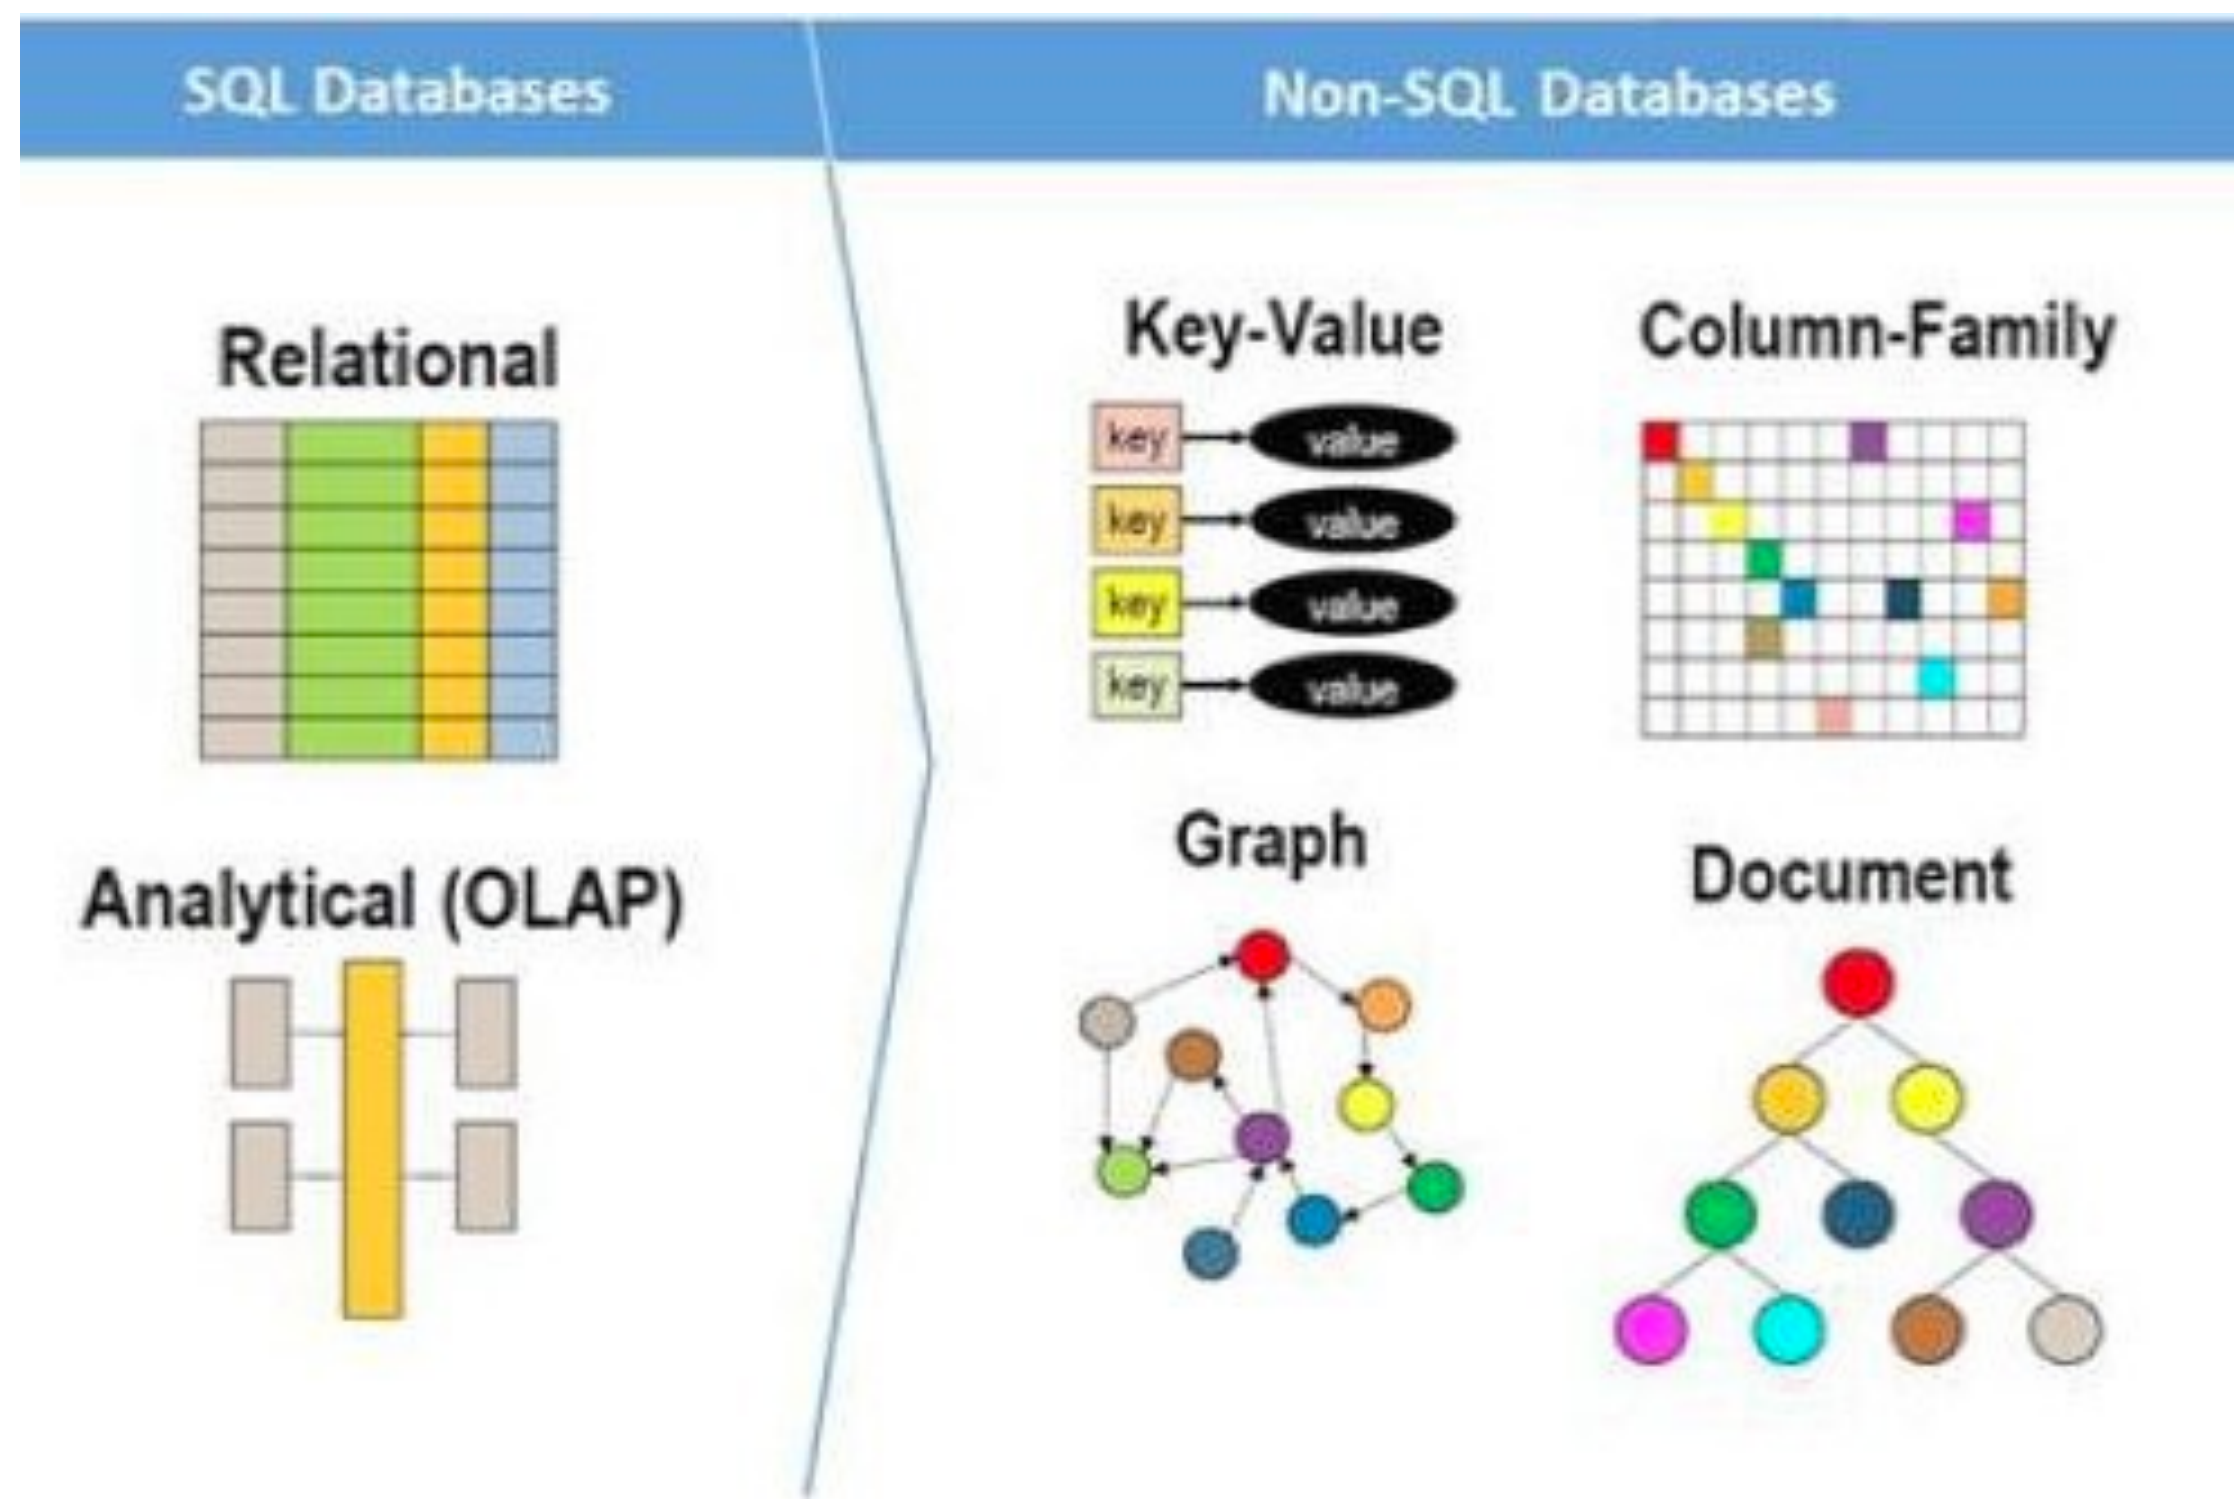 SQL Databases
Non-SQL Databases
Relational
Analytical (OLAP)
Key-Value
key value
key value
key value
key value
Column-Family
Graph
Document